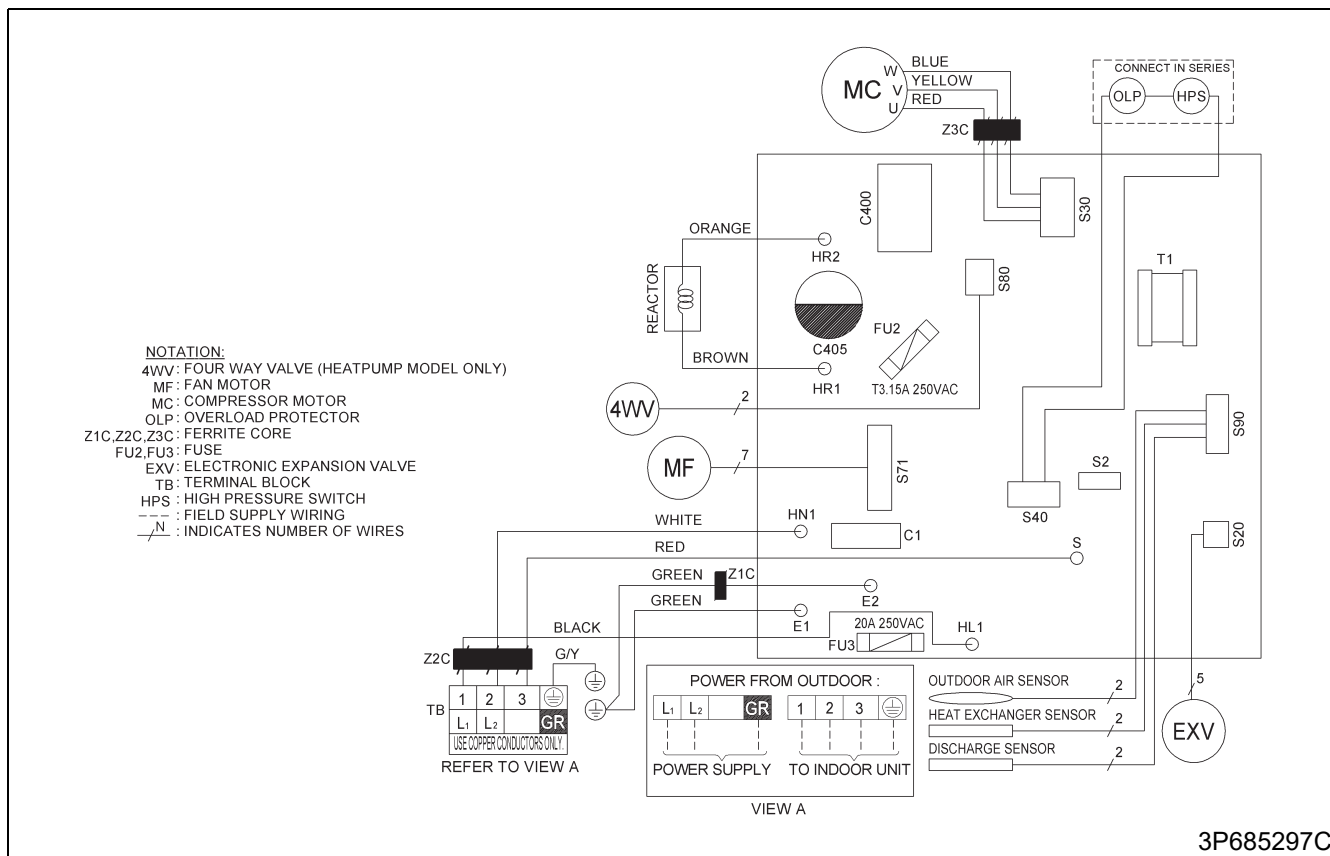 BLUE
YELLOW
RED
MC
W
V
U
Z3C
CONNECT IN SERIES
OLP
HPS
C400
S30
ORANGE
HR2
REACTOR
S80
T1
FU2
C405
BROWN
HR1
T3.15A 250VAC
NOTATION:
4WV : FOUR WAY VALVE (HEATPUMP MODEL ONLY)
MF : FAN MOTOR
MC : COMPRESSOR MOTOR
OLP : OVERLOAD PROTECTOR
Z1C,Z2C,Z3C : FERRITE CORE
FU2,FU3 : FUSE
EXV : ELECTRONIC EXPANSION VALVE
TB : TERMINAL BLOCK
HPS : HIGH PRESSURE SWITCH
--- : FIELD SUPPLY WIRING
N : INDICATES NUMBER OF WIRES
4WV
2
MF
7
S71
S90
S2
S40
S20
WHITE
HN1
C1
RED
S
GREEN
Z1C
E2
GREEN
E1
BLACK
20A 250VAC
FU3
HL1
Z2C
G/Y
TB
1 2 3
L1 L2 GR
USE COPPER CONDUCTORS ONLY.
REFER TO VIEW A
POWER FROM OUTDOOR :
L1 L2 GR
1 2 3
POWER SUPPLY
TO INDOOR UNIT
VIEW A
OUTDOOR AIR SENSOR
2
HEAT EXCHANGER SENSOR
2
DISCHARGE SENSOR
2
5
EXV
3P685297C